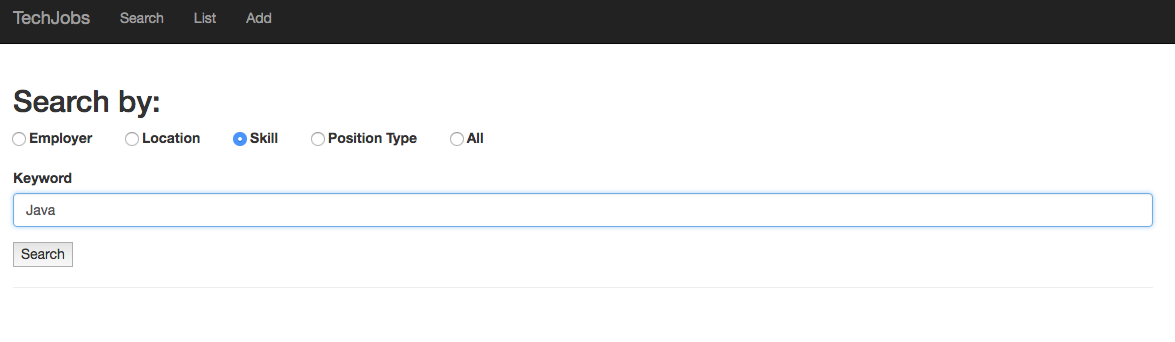 TechJobs Search List Add
Search by:
Employer Location Skill Position Type All
Keyword
Java
Search